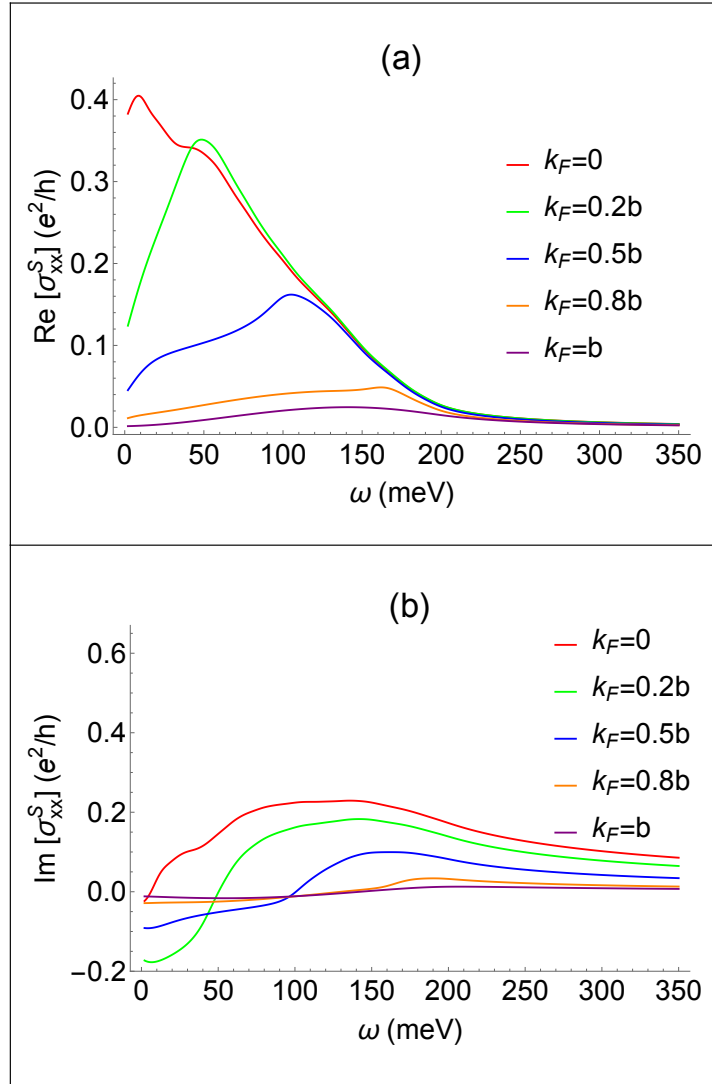 (a)
Re [σ^S_xx] (e²/h)
0.4
0.3
0.2
0.1
0.0
k_F=0
k_F=0.2b
k_F=0.5b
k_F=0.8b
k_F=b
0 50 100 150 200 250 300 350
ω (meV)
(b)
Im [σ^S_xx] (e²/h)
0.6
0.4
0.2
0.0
−0.2
k_F=0
k_F=0.2b
k_F=0.5b
k_F=0.8b
k_F=b
0 50 100 150 200 250 300 350
ω (meV)